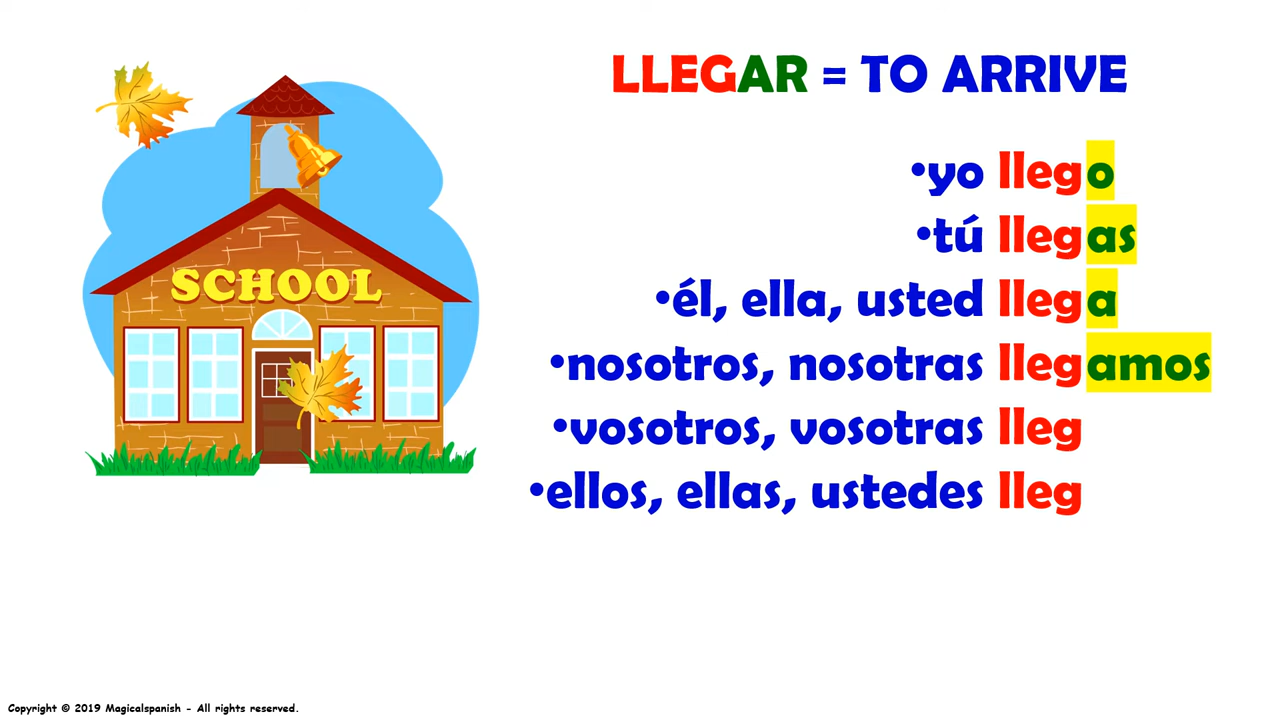 SCHOOL
LLEGAR = TO ARRIVE
•yo llego
•tú llegas
•él, ella, usted llega
•nosotros, nosotras llegamos
•vosotros, vosotras lleg
•ellos, ellas, ustedes lleg
Copyright © 2019 Magicalspanish - All rights reserved.